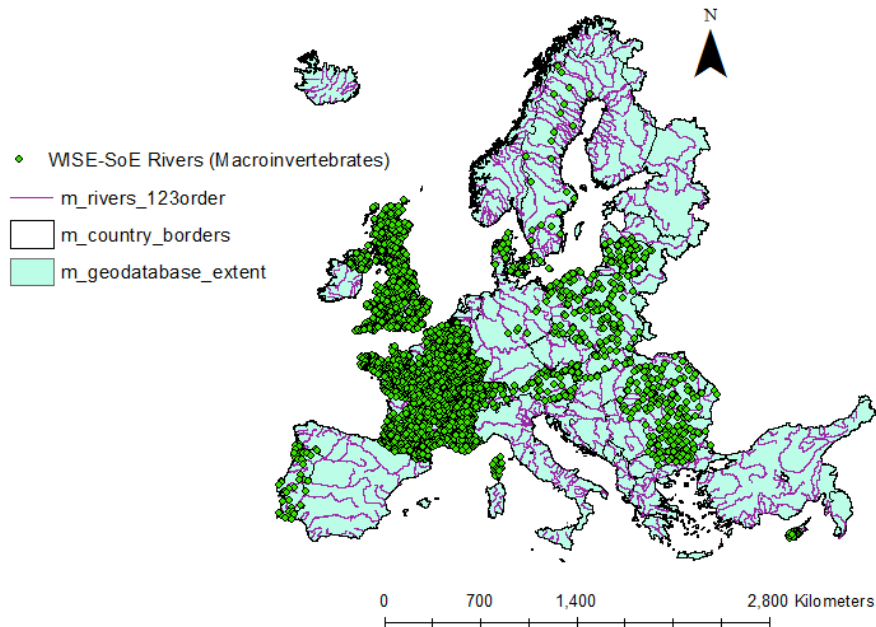 N
WISE-SoE Rivers (Macroinvertebrates)
m_rivers_123order
m_country_borders
m_geodatabase_extent
0 700 1,400 2,800 Kilometers